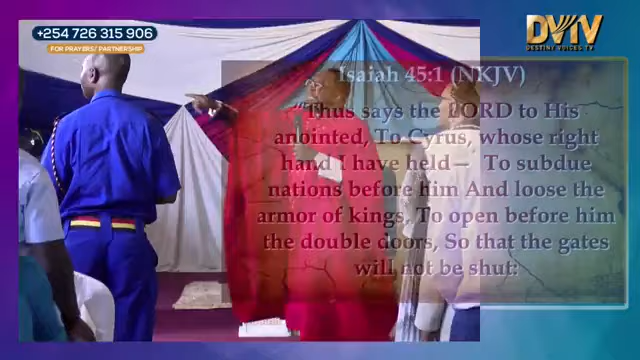 +254 726 315 906
FOR PRAYERS/ PARTNERSHIP
DVTV
DESTINY VOICES TV
Isaiah 45:1 (NKJV)
“Thus says the LORD to His
anointed, To Cyrus, whose right
hand I have held— To subdue
nations before him And loose the
armor of kings, To open before him
the double doors, So that the gates
will not be shut: